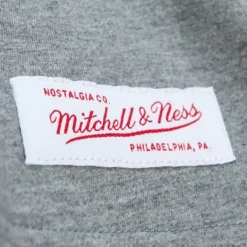 NOSTALGIA CO.
Mitchell & Ness
PHILADELPHIA, PA.